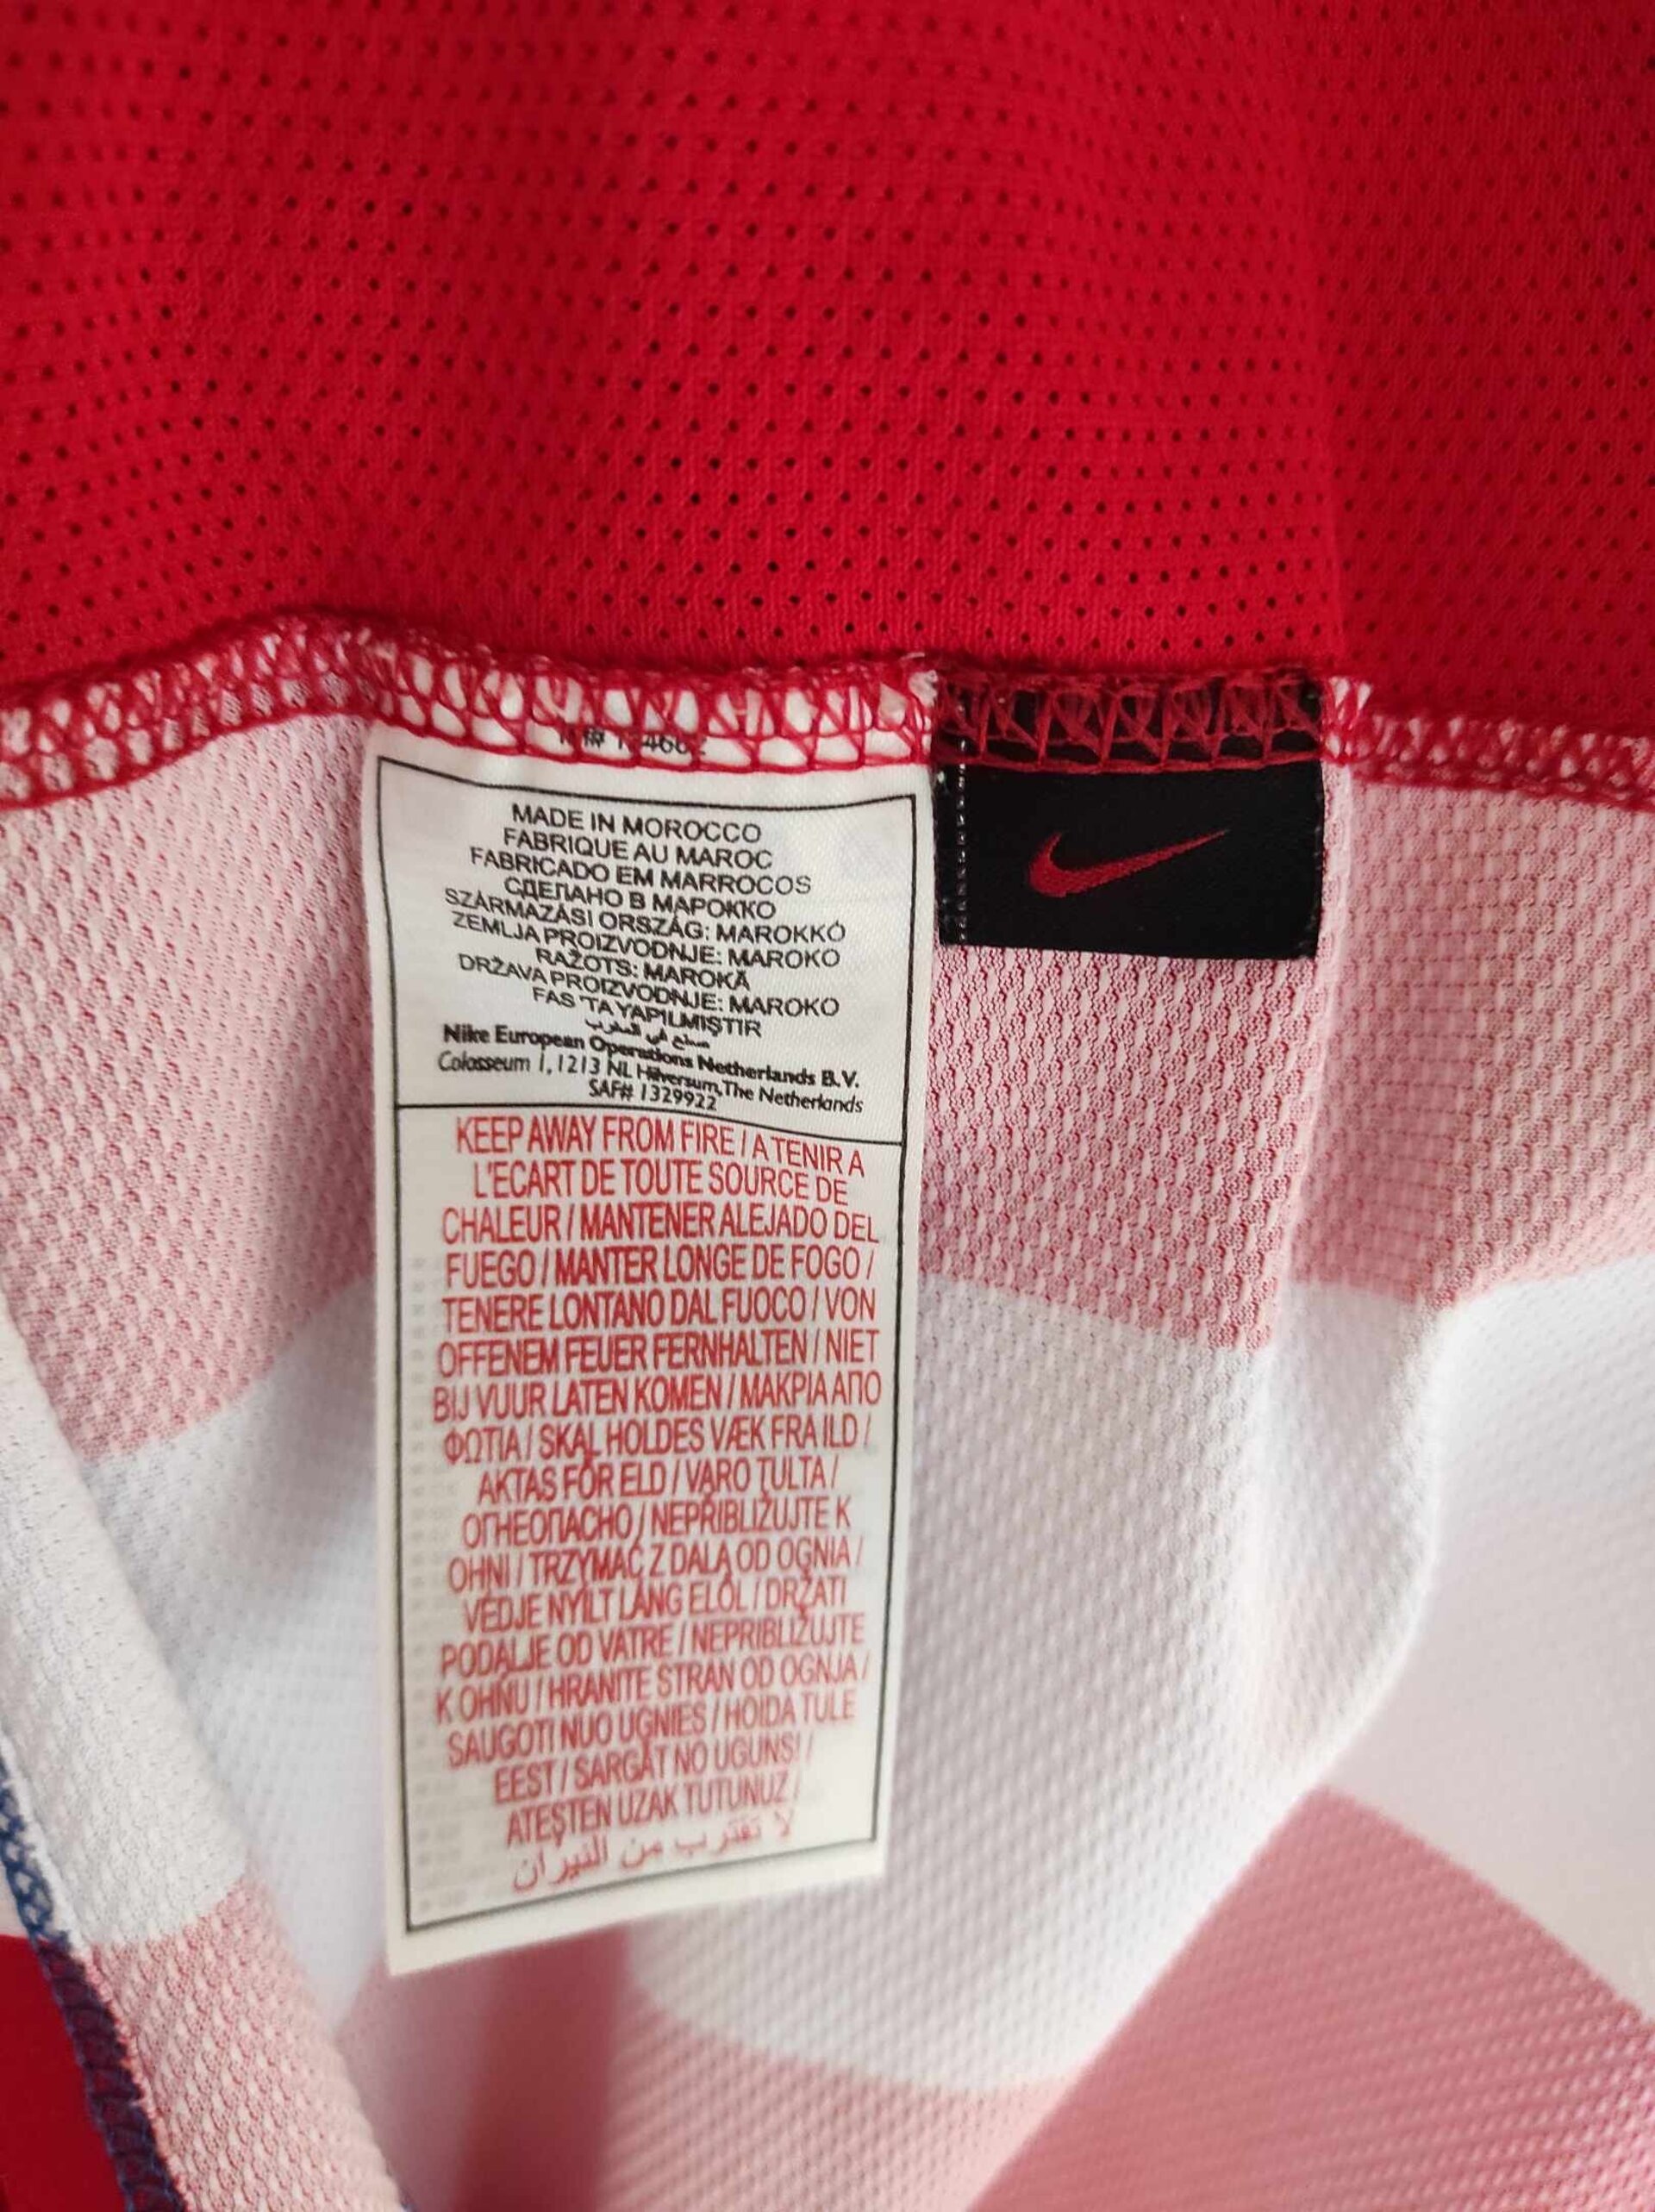 MADE IN MOROCCO
FABRIQUE AU MAROC
FABRICADO EM MARROCOS
СДЕЛАНО В МАРОККО
SZÁRMAZÁSI ORSZÁG: MAROKKÓ
ZEMLJA PROIZVODNJE: MAROKO
RAŽOTS: MAROKĀ
DRŽAVA PROIZVODNJE: MAROKO
FAS 'TA YAPILMIŞTIR
صنع في المغرب
Nike European Operations Netherlands B.V.
Colosseum 1, 1213 NL Hilversum, The Netherlands
SAF# 1329922
KEEP AWAY FROM FIRE / A TENIR A
L'ECART DE TOUTE SOURCE DE
CHALEUR / MANTENER ALEJADO DEL
FUEGO / MANTER LONGE DE FOGO /
TENERE LONTANO DAL FUOCO / VON
OFFENEM FEUER FERNHALTEN / NIET
BIJ VUUR LATEN KOMEN / ΜΑΚΡΙΑ ΑΠΟ
ΦΩΤΙΑ / SKAL HOLDES VÆK FRA ILD /
AKTAS FÖR ELD / VARO TULTA /
ОГНЕОПАСНО / NEPŘIBLIŽUJTE K
OHNI / TRZYMAĆ Z DALA OD OGNIA /
VÉDJE NYÍLT LÁNG ELŐL / DRŽATI
PODALJE OD VATRE / NEPRIBLIŽUJTE
K OHŇU / HRANITE STRAN OD OGNJA /
SAUGOTI NUO UGNIES / HOIDA TULE
EEST / SARGĀT NO UGUNS! /
ATEŞTEN UZAK TUTUNUZ /
لا تقترب من النيران